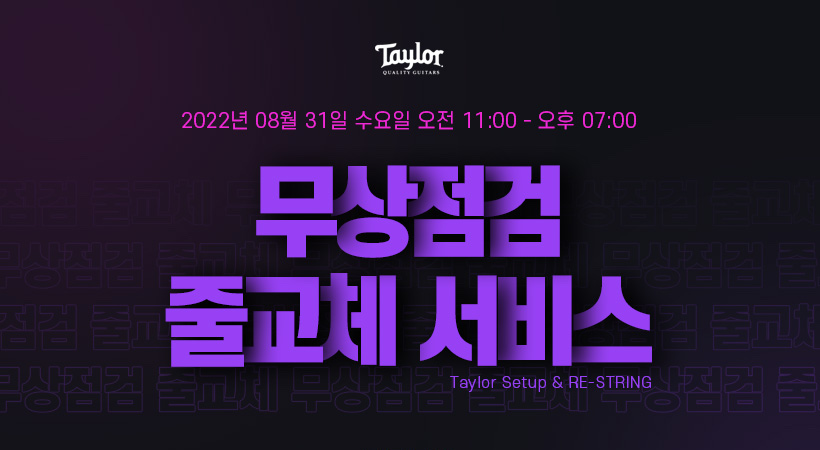 Taylor
QUALITY GUITARS
2022년 08월 31일 수요일 오전 11:00 - 오후 07:00
무상점검
줄교체 서비스
Taylor Setup & RE-STRING